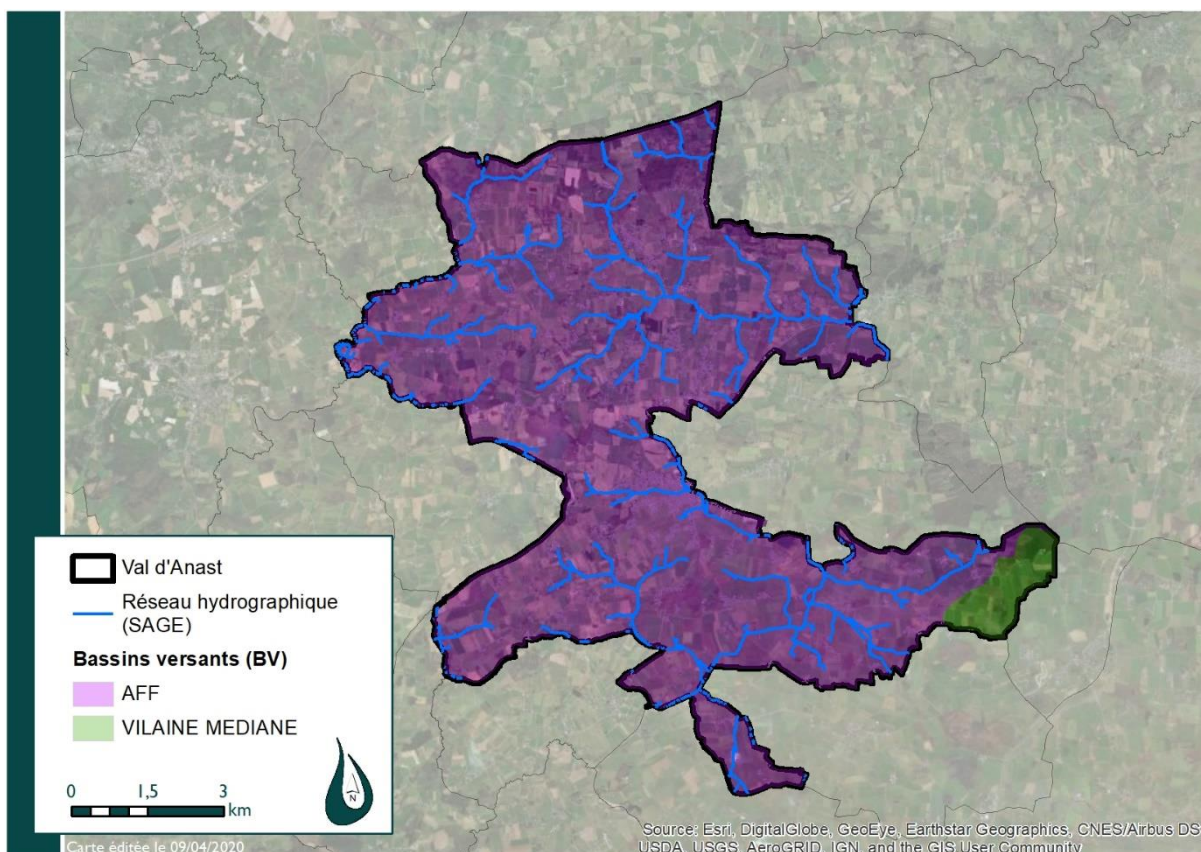 Val d'Anast
Réseau hydrographique
(SAGE)
Bassins versants (BV)
AFF
VILAINE MEDIANE
0 1,5 3
km
N
Carte éditée le 09/04/2020
Source: Esri, DigitalGlobe, GeoEye, Earthstar Geographics, CNES/Airbus DS
USDA, USGS, AeroGRID, IGN, and the GIS User Community